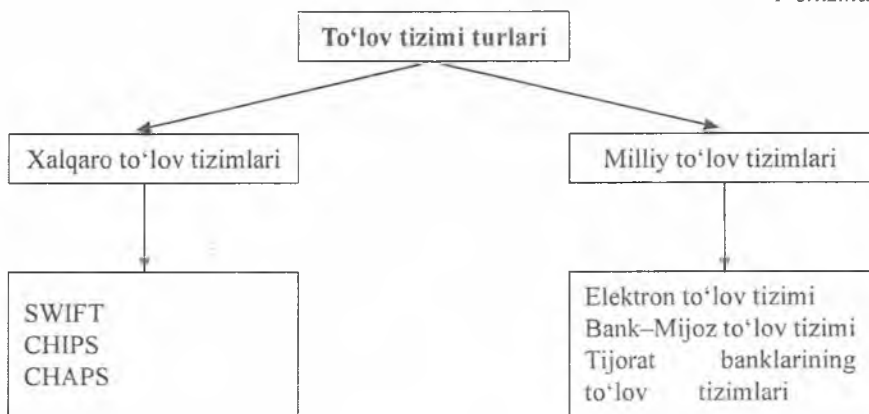 To‘lov tizimi turlari
Xalqaro to‘lov tizimlari
Milliy to‘lov tizimlari
SWIFT
CHIPS
CHAPS
Elektron to‘lov tizimi
Bank–Mijoz to‘lov tizimi
Tijorat banklarining
to‘lov tizimlari